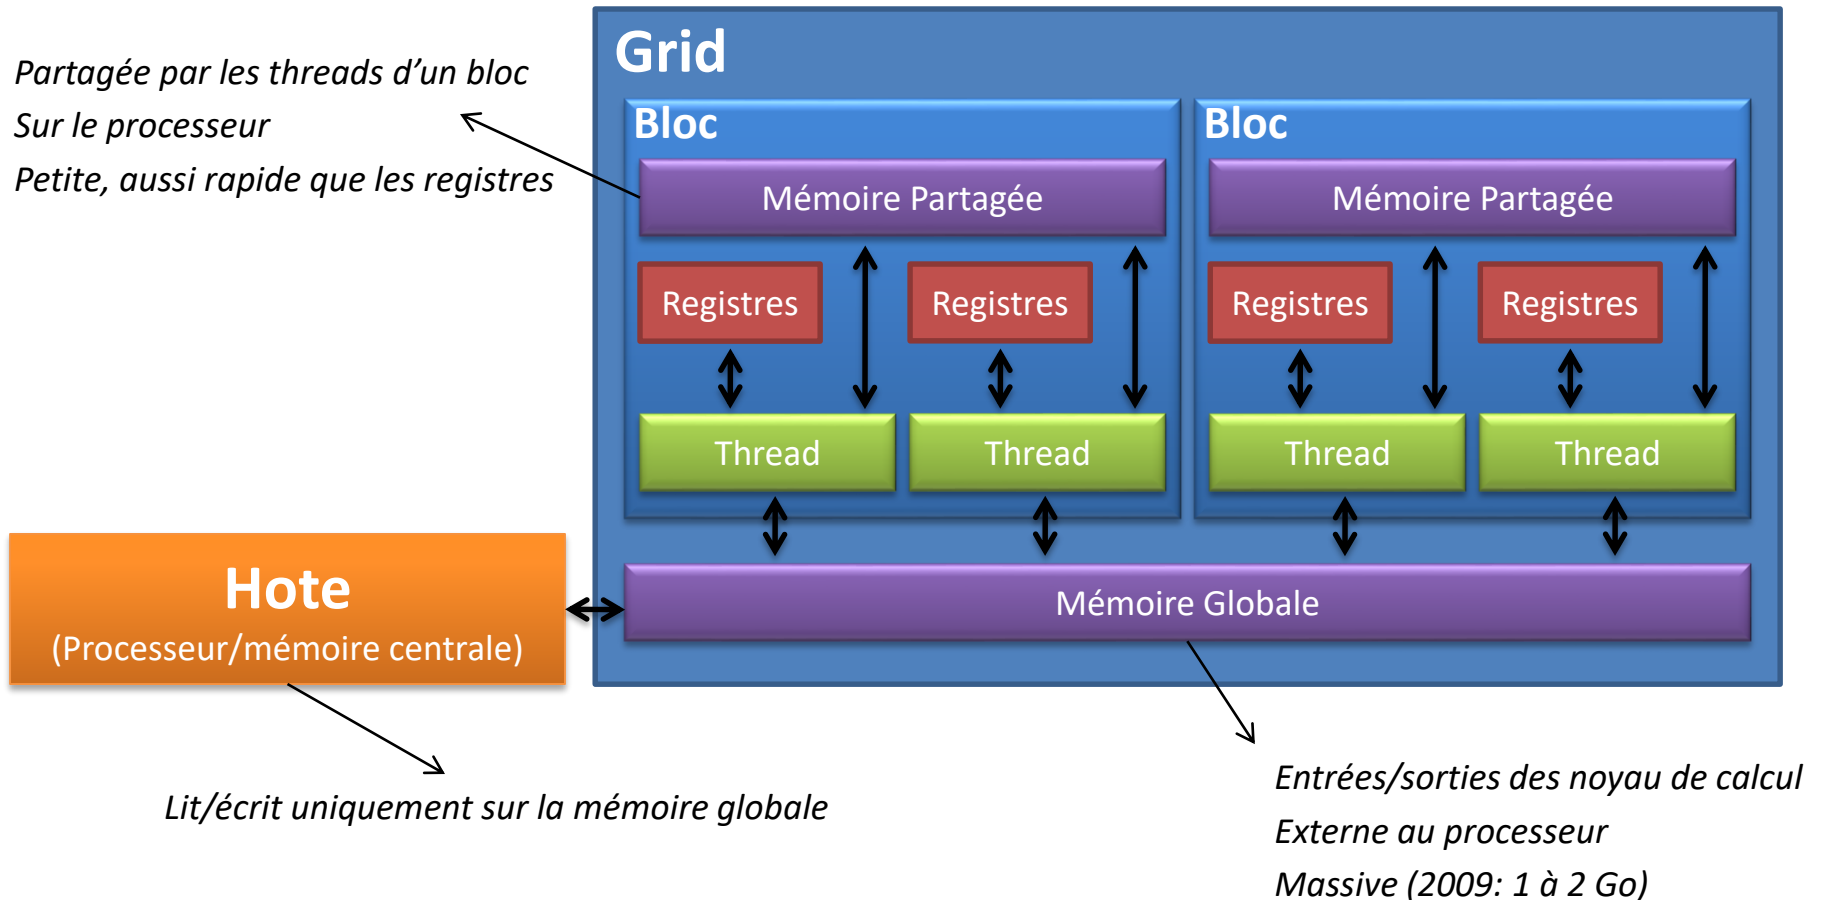 Partagée par les threads d’un bloc
Sur le processeur
Petite, aussi rapide que les registres
Grid
Bloc
Bloc
Mémoire Partagée
Mémoire Partagée
Registres
Registres
Registres
Registres
Thread
Thread
Thread
Thread
Hote
(Processeur/mémoire centrale)
Mémoire Globale
Lit/écrit uniquement sur la mémoire globale
Entrées/sorties des noyau de calcul
Externe au processeur
Massive (2009: 1 à 2 Go)